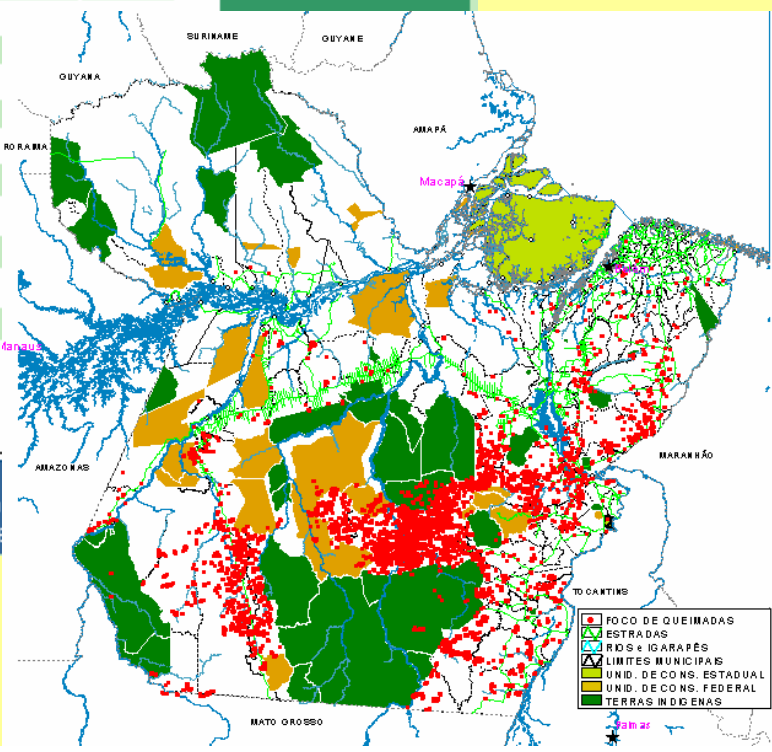 SURINAME
GUYANE
GUYANA
AMAPÁ
RORAIMA
Macapá
Manaus
AMAZONAS
MARANHÃO
TOCANTINS
FOCO DE QUEIMADAS
ESTRADAS
RIOS e IGARAPÉS
LIMITES MUNICIPAIS
UNID. DE CONS. ESTADUAL
UNID. DE CONS. FEDERAL
TERRAS INDIGENAS
MATO GROSSO
Palmas